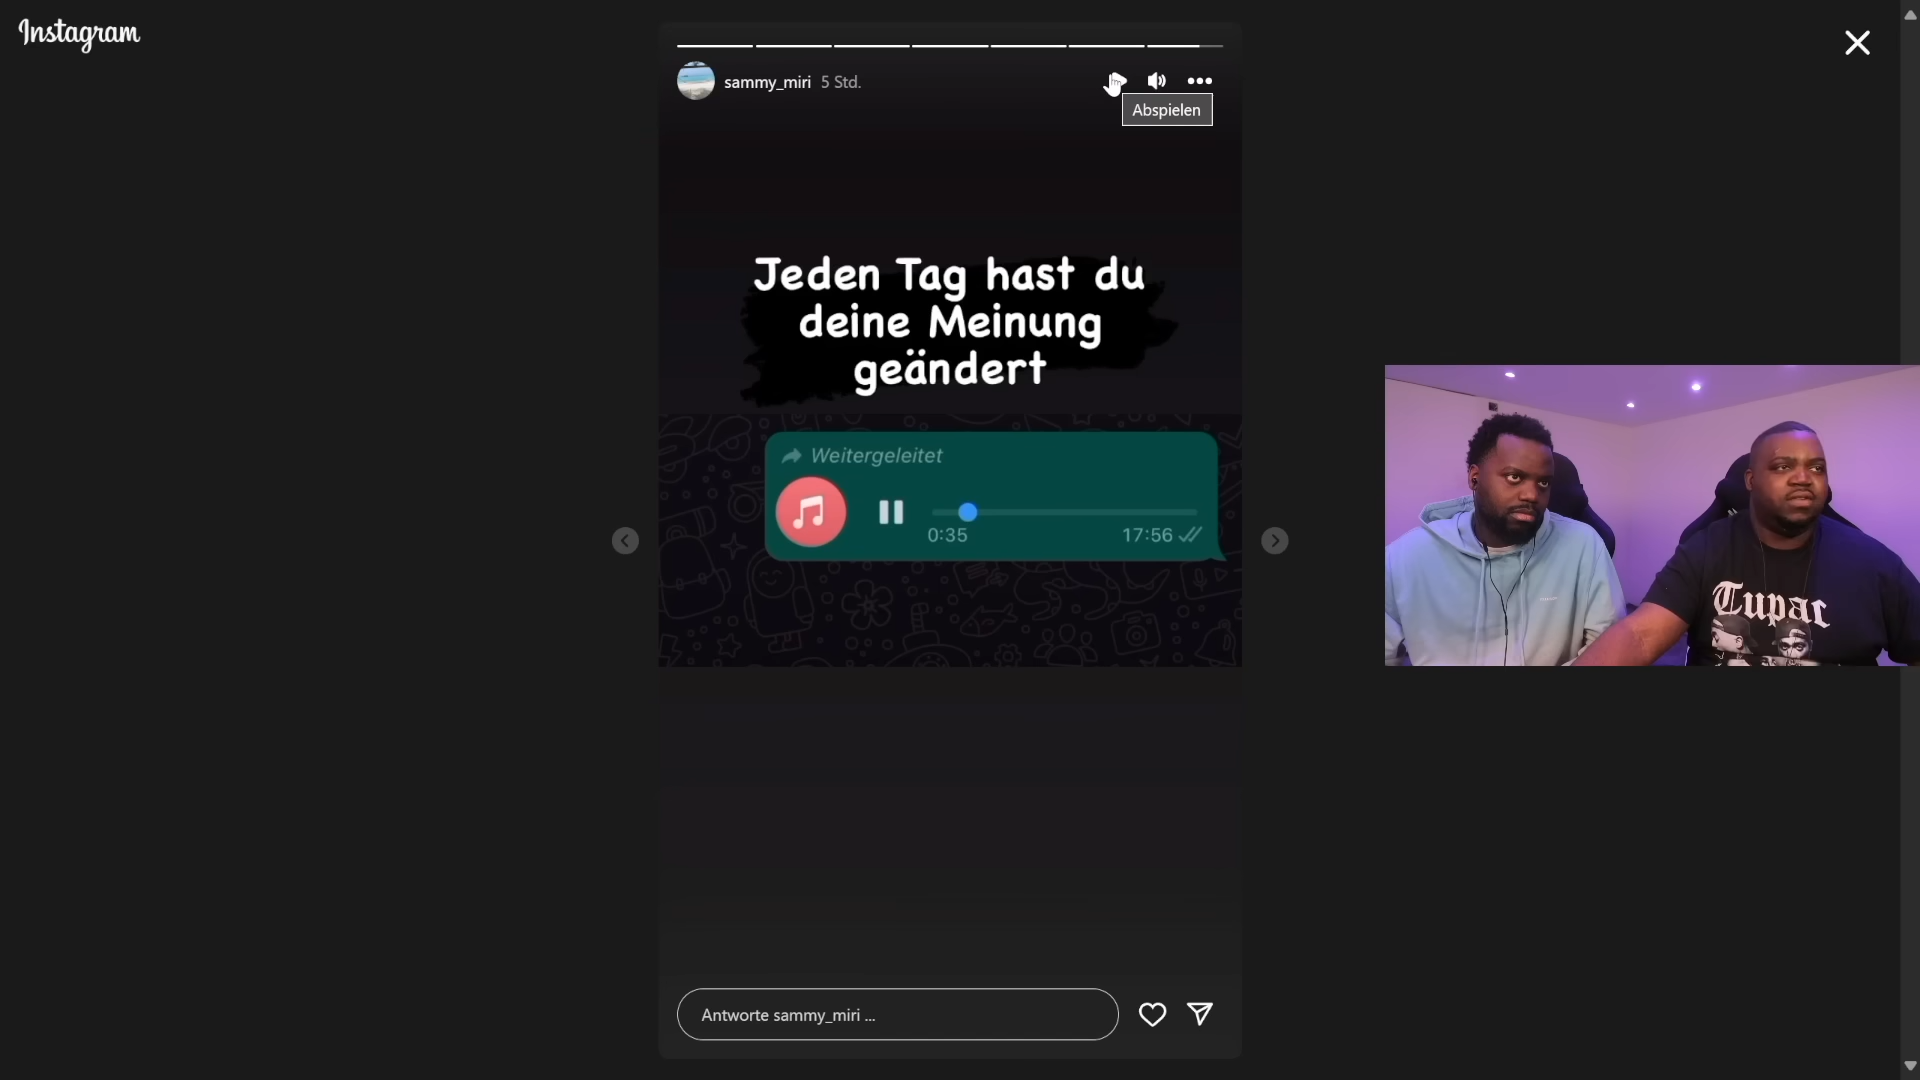 Instagram
sammy_miri 5 Std.
Abspielen
Jeden Tag hast du
deine Meinung
geändert
Weitergeleitet
0:35 17:56
Tupac
Antworte sammy_miri ...